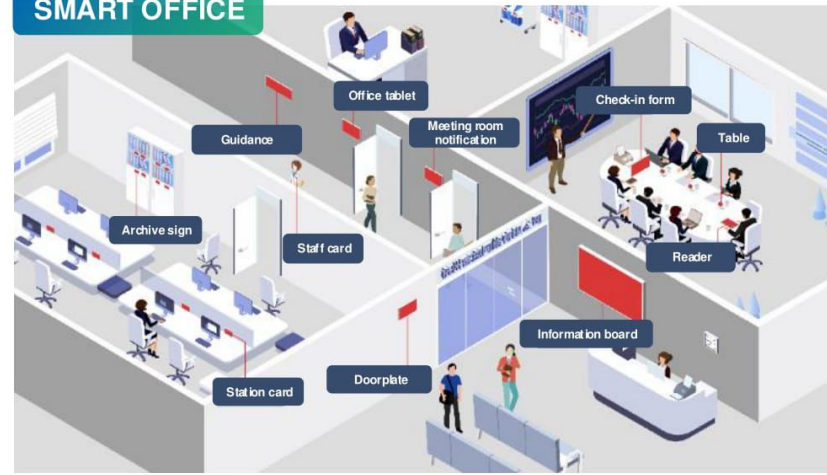 SMART OFFICE
Office tablet
Check-in form
Guidance
Meeting room
notification
Table
Archive sign
Staff card
Reader
Information board
Doorplate
Station card